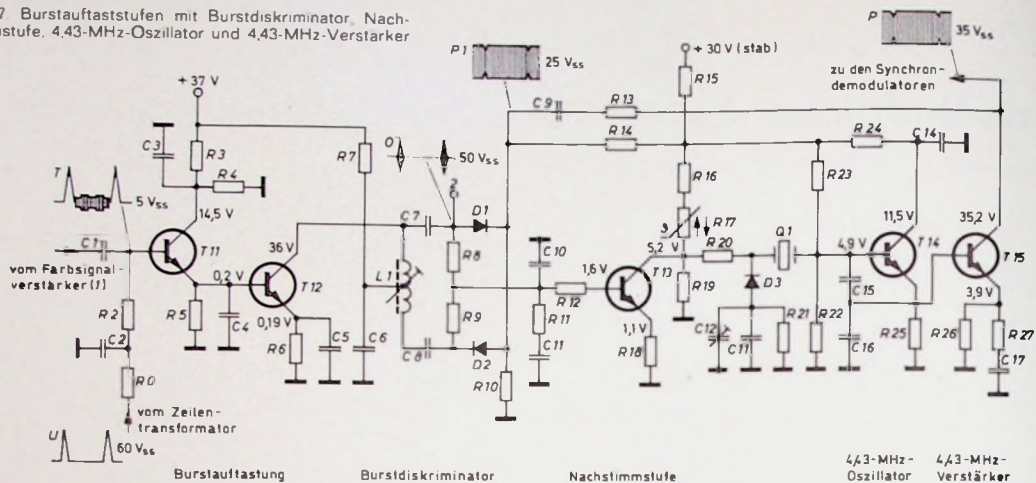 7. Burstauftaststufen mit Burstdiskriminator, Nach-
stufe, 4,43-MHz-Oszillator und 4,43-MHz-Verstärker
P
35 Vss
P1
25 Vss
+ 30 V (stab)
zu den Synchron-
demodulatoren
+ 37 V
R15
C9
R13
R14
R24
C14
C3
R3
R4
R7
O
50 Vss
2
R16
R23
T
5 Vss
14,5 V
C7
D1
R17
36 V
R8
C10
5,2 V
R20
Q1
11,5 V
35,2 V
C1
T11
vom Farbsignal-
verstärker (1)
0,2 V
T12
L1
1,6 V
T13
4,9 V
T14
T15
R2
R5
C4
0,19 V
C5
C6
R9
R11
R12
R19
D3
C15
3,9 V
R6
C2
C8
D2
C11
1,1 V
R18
C12
C11
R21
R22
C16
R25
R26
R27
R0
R10
C17
vom Zeilen-
transformator
U
60 Vss
Burstauftastung
Burstdiskriminator
Nachstimmstufe
4,43-MHz-
Oszillator
4,43-MHz-
Verstärker